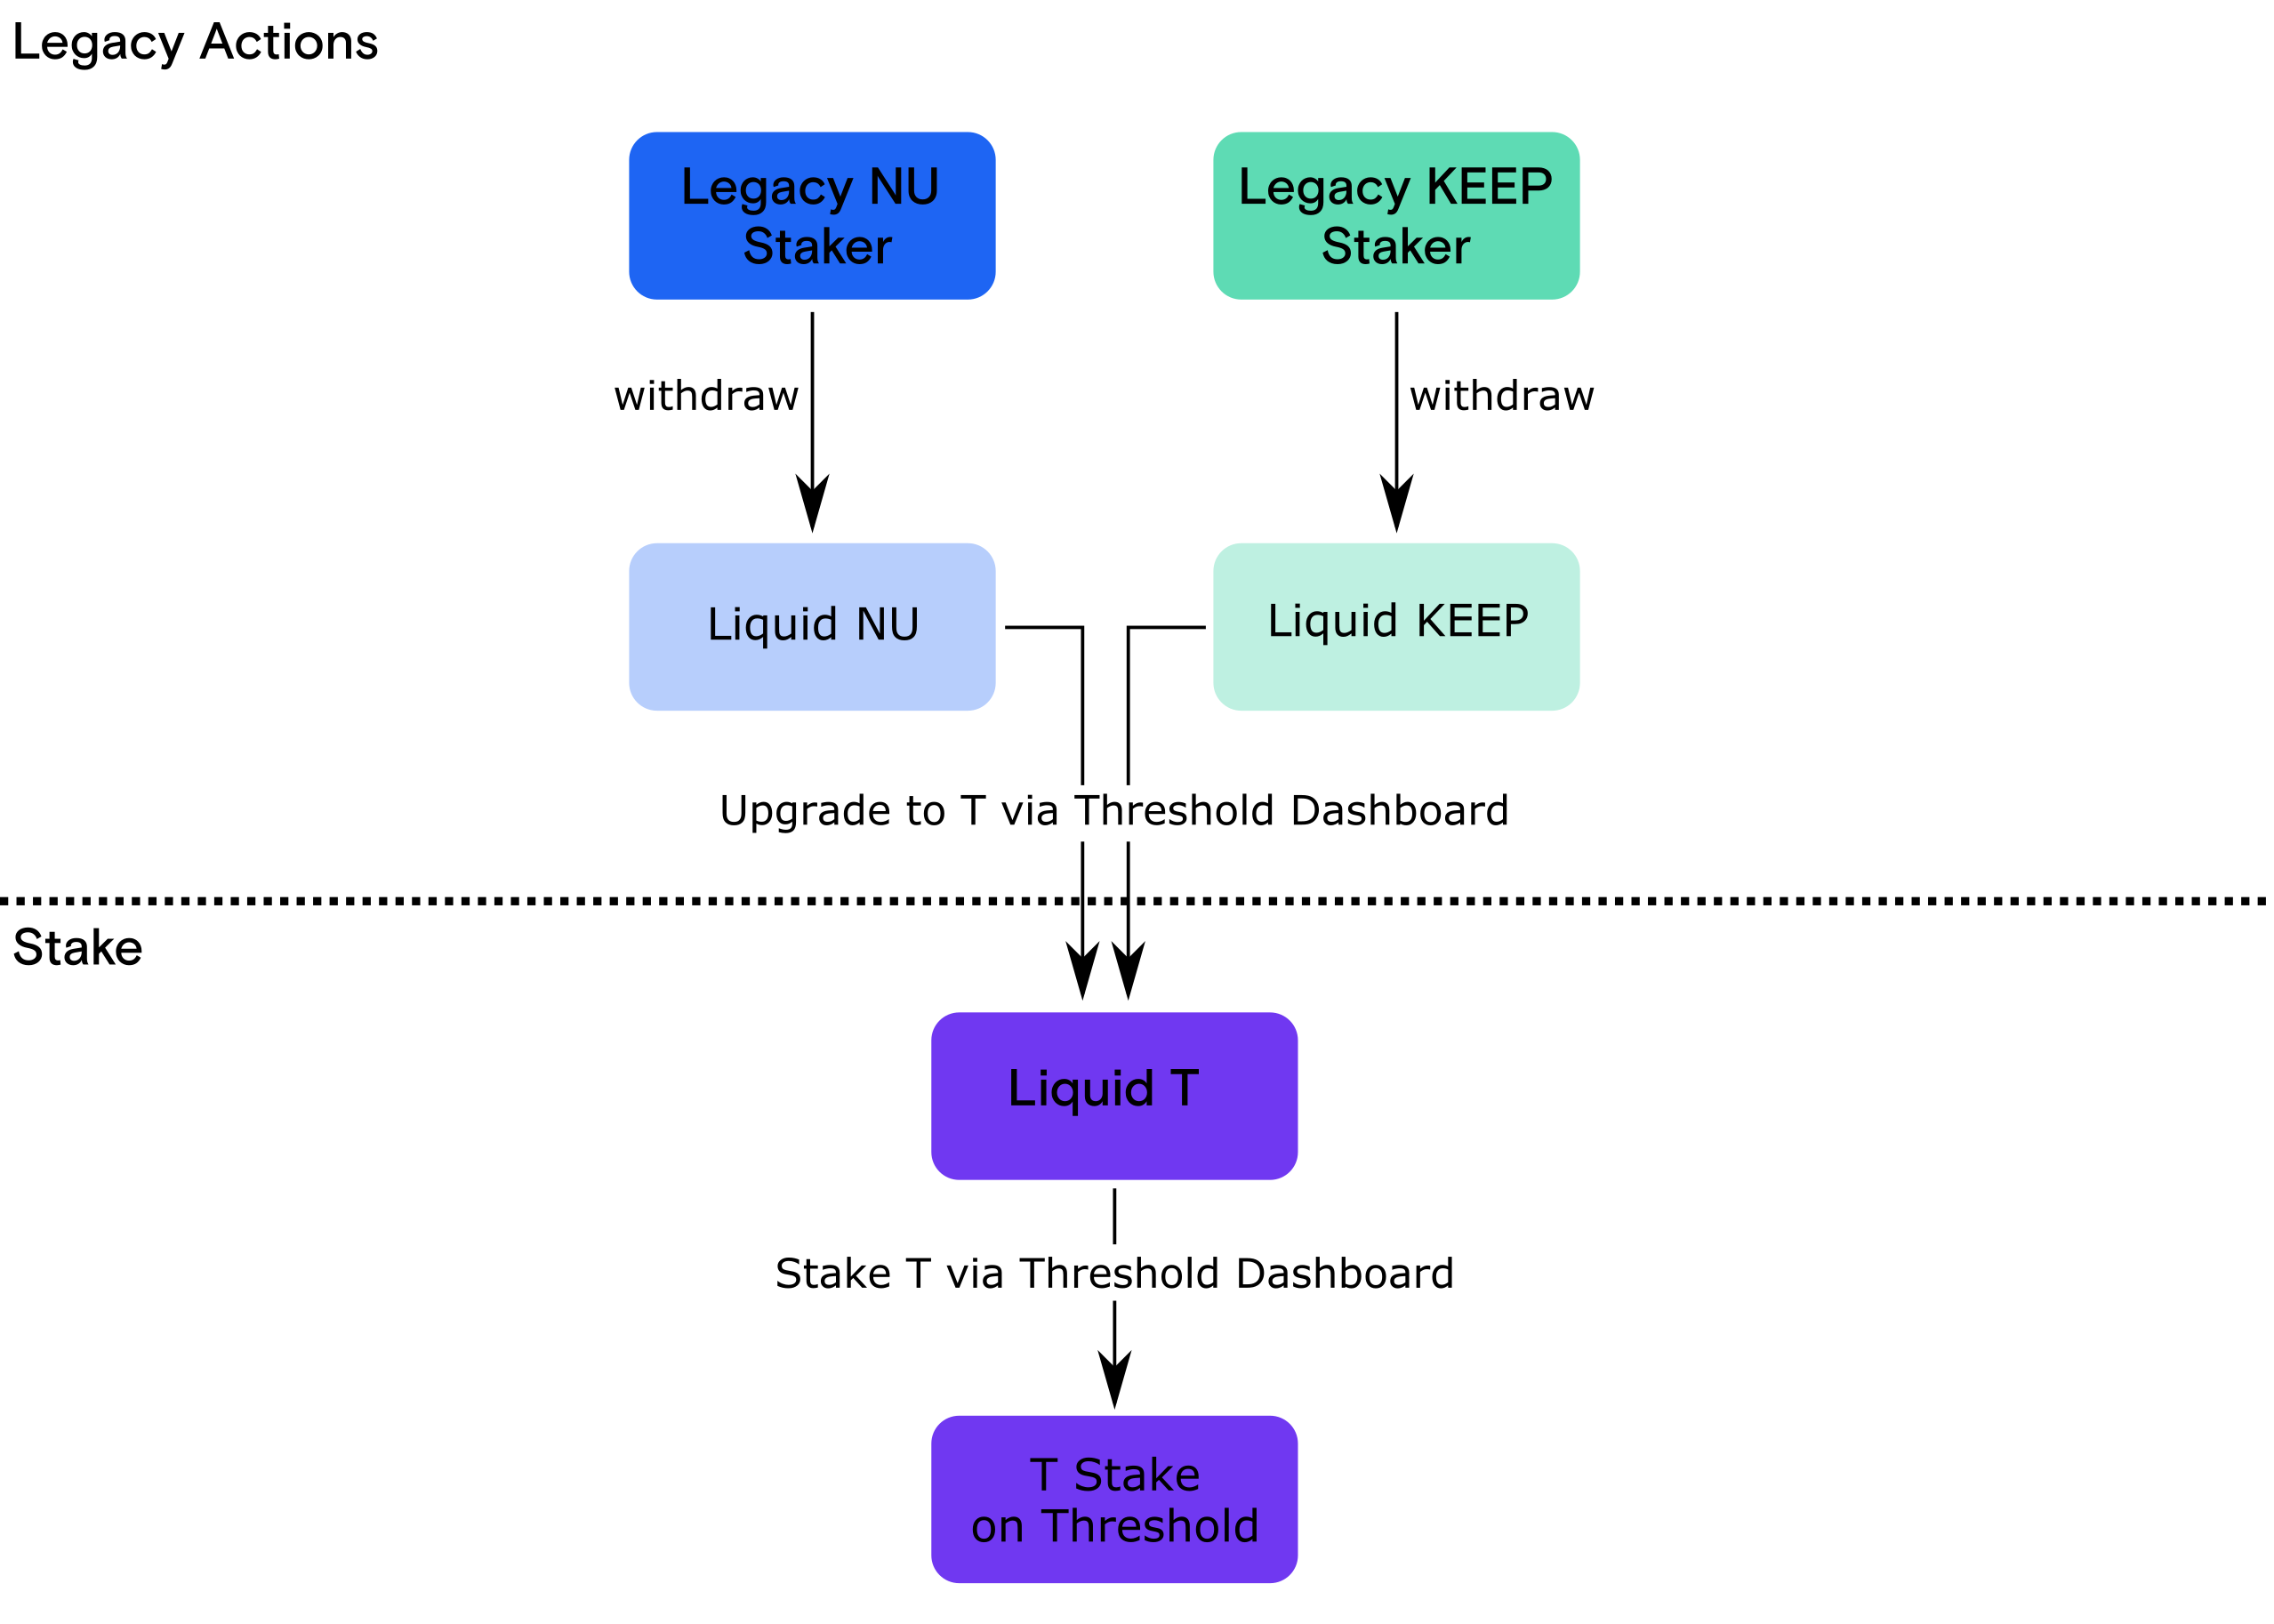 Legacy Actions
Legacy NU
Staker
Legacy KEEP
Staker
withdraw
withdraw
Liquid NU
Liquid KEEP
Upgrade to T via Threshold Dashboard
Stake
Liquid T
Stake T via Threshold Dashboard
T Stake
on Threshold